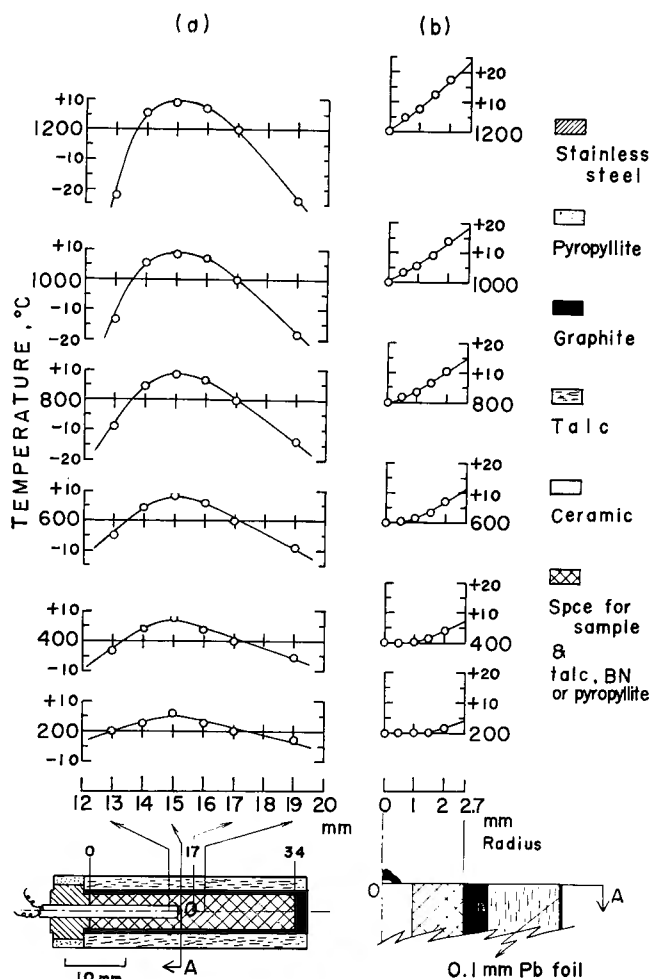 (a)
(b)
TEMPERATURE, °C
+10
1200
-10
-20
+10
1000
-10
-20
+10
800
-10
-20
+10
600
-10
+10
400
-10
+10
200
-10
12 13 14 15 16 17 18 19 20
mm
0 17 34
A
10 mm
+20
+10
1200
+20
+10
1000
+20
+10
800
+20
+10
600
+20
+10
400
+20
+10
200
0 1 2 2.7
mm
Radius
O
A
0.1 mm Pb foil
Stainless
steel
Pyropyllite
Graphite
Talc
Ceramic
Spce for
sample
&
talc, BN
or pyropyllite